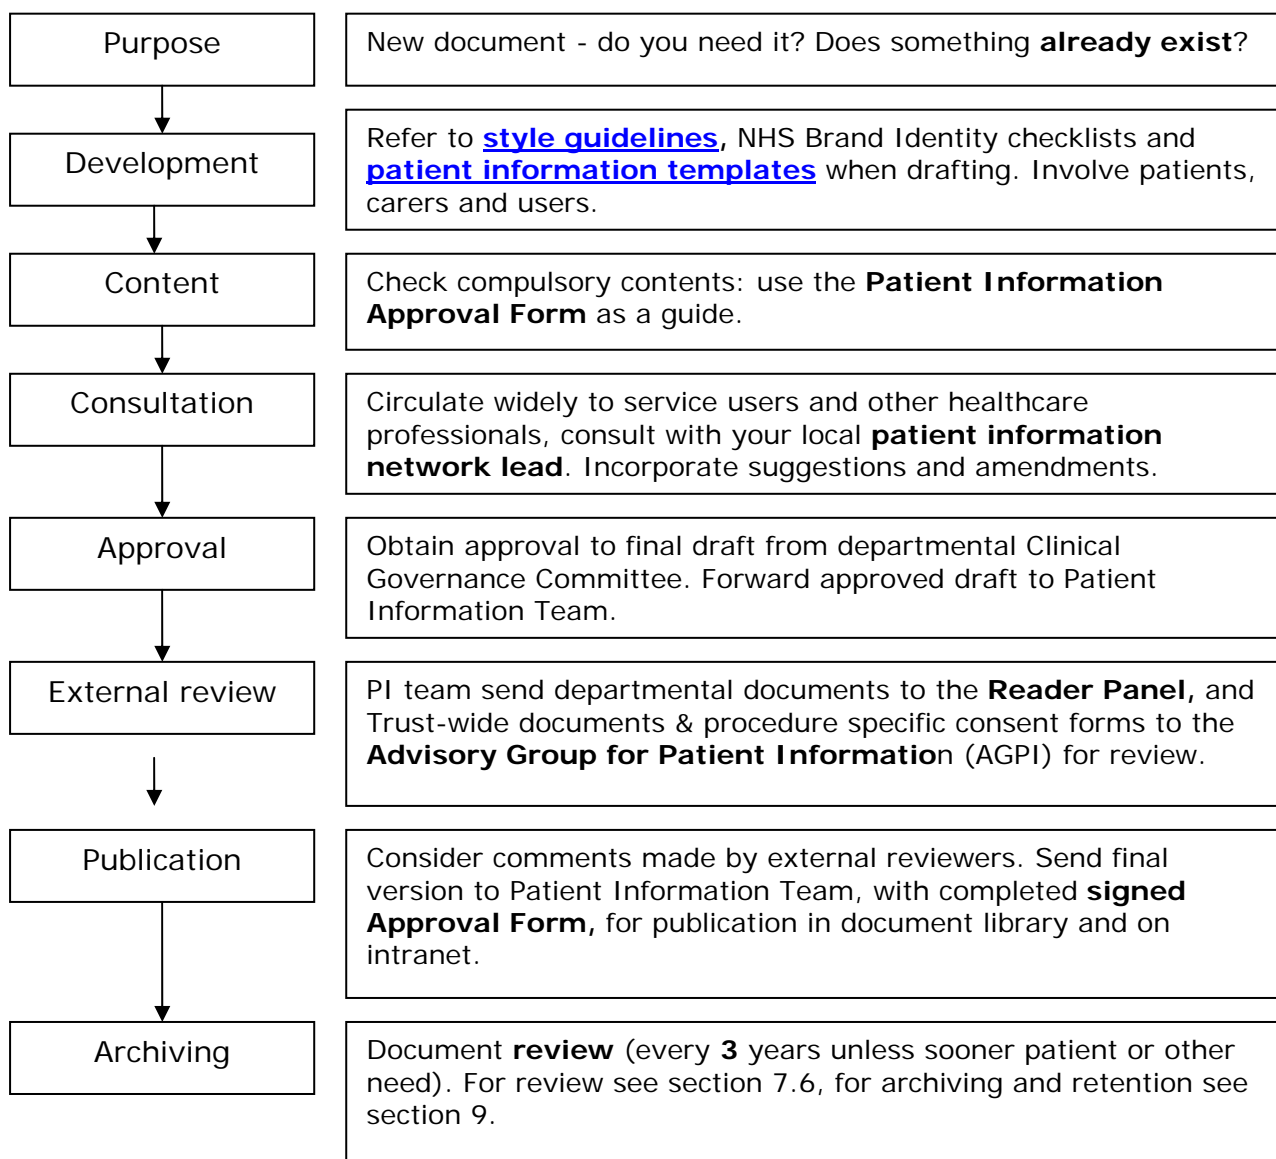 Purpose
New document - do you need it? Does something already exist?
Development
Refer to style guidelines, NHS Brand Identity checklists and
patient information templates when drafting. Involve patients,
carers and users.
Content
Check compulsory contents: use the Patient Information
Approval Form as a guide.
Consultation
Circulate widely to service users and other healthcare
professionals, consult with your local patient information
network lead. Incorporate suggestions and amendments.
Approval
Obtain approval to final draft from departmental Clinical
Governance Committee. Forward approved draft to Patient
Information Team.
External review
PI team send departmental documents to the Reader Panel, and
Trust-wide documents & procedure specific consent forms to the
Advisory Group for Patient Information (AGPI) for review.
Publication
Consider comments made by external reviewers. Send final
version to Patient Information Team, with completed signed
Approval Form, for publication in document library and on
intranet.
Archiving
Document review (every 3 years unless sooner patient or other
need). For review see section 7.6, for archiving and retention see
section 9.